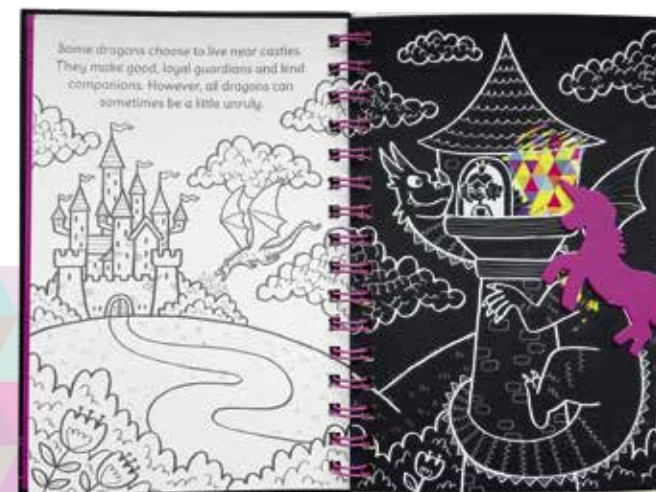 Some dragons choose to live near castles.
They make good, loyal guardians and kind
companions. However, all dragons can
sometimes be a little unruly.